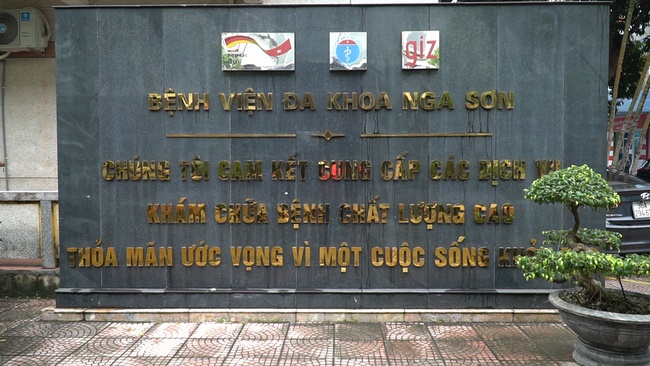 giz
BỆNH VIỆN ĐA KHOA NGA SƠN
CHÚNG TÔI CAM KẾT CUNG CẤP CÁC DỊCH VỤ
KHÁM CHỮA BỆNH CHẤT LƯỢNG CAO
THỎA MÃN ƯỚC VỌNG VÌ MỘT CUỘC SỐNG